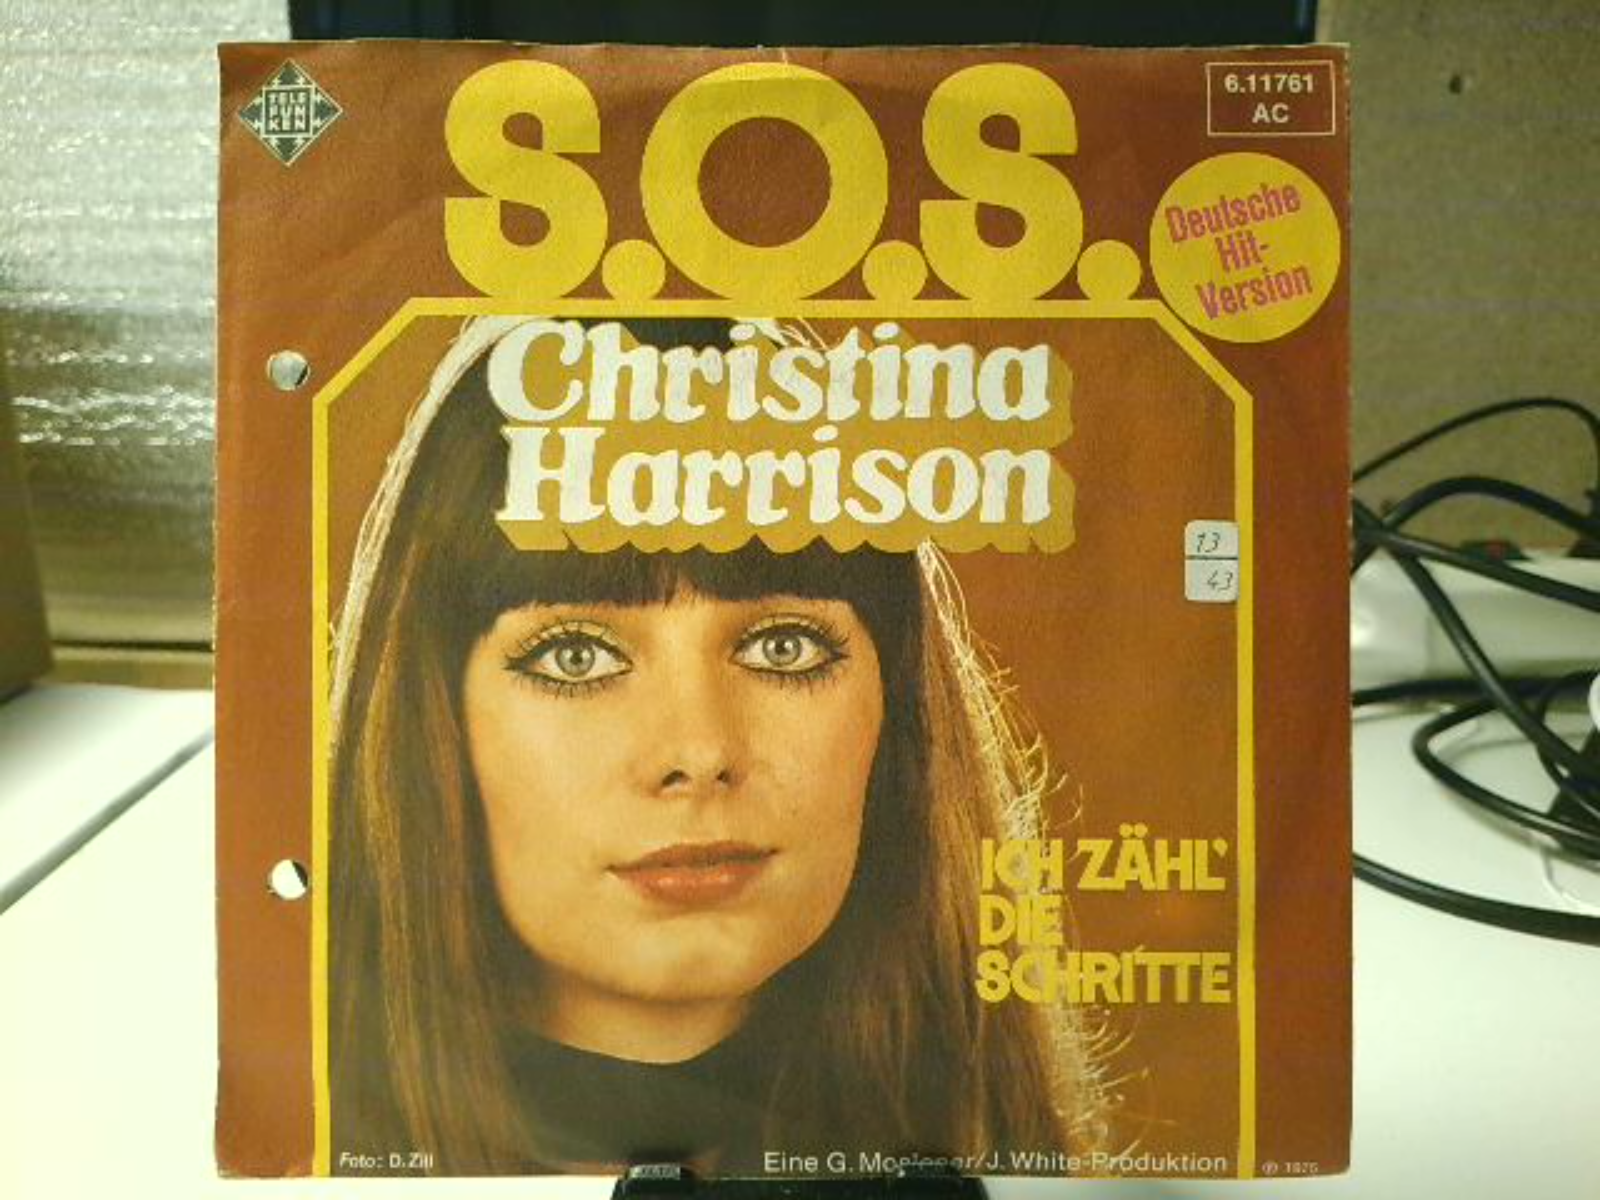 TELE
FUN
KEN
S.O.S.
6.11761
AC
Deutsche
Hit-
Version
Christina
Harrison
13
43
ICH ZÄHL'
DIE
SCHRITTE
Foto: D. Zill
Eine G. /J. White-Produktion
℗ 1975